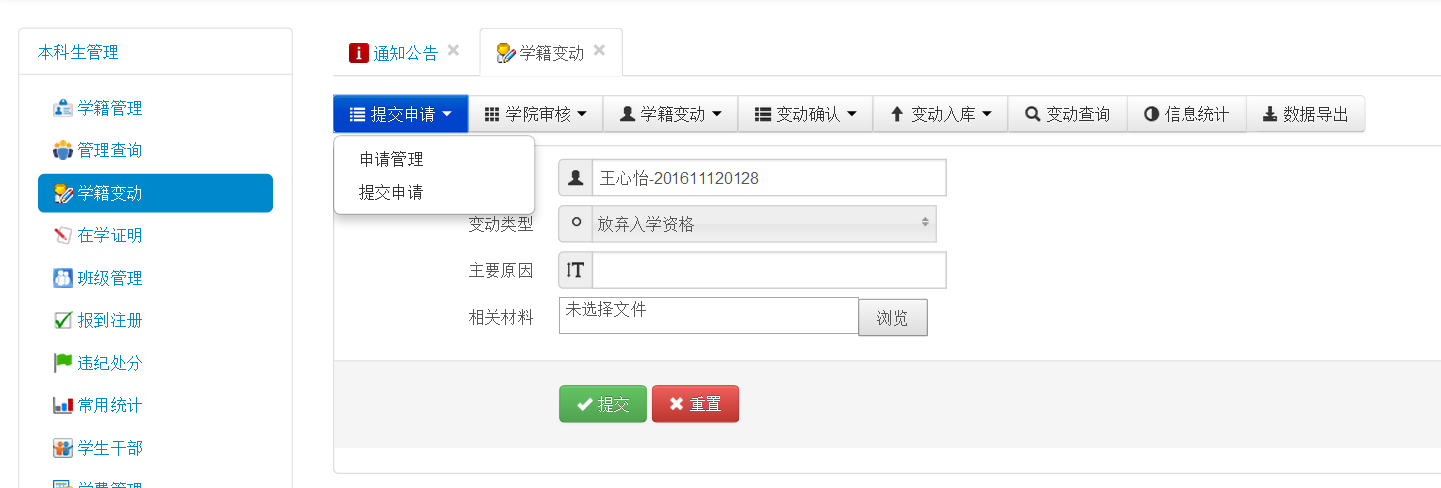 本科生管理
学籍管理
管理查询
学籍变动
在学证明
班级管理
报到注册
违纪处分
常用统计
学生干部
学费管理
通知公告
学籍变动
提交申请 学院审核 学籍变动 变动确认 变动入库 变动查询 信息统计 数据导出
申请管理
提交申请
王心怡-201611120128
变动类型 放弃入学资格
主要原因
相关材料 未选择文件 浏览
提交 重置